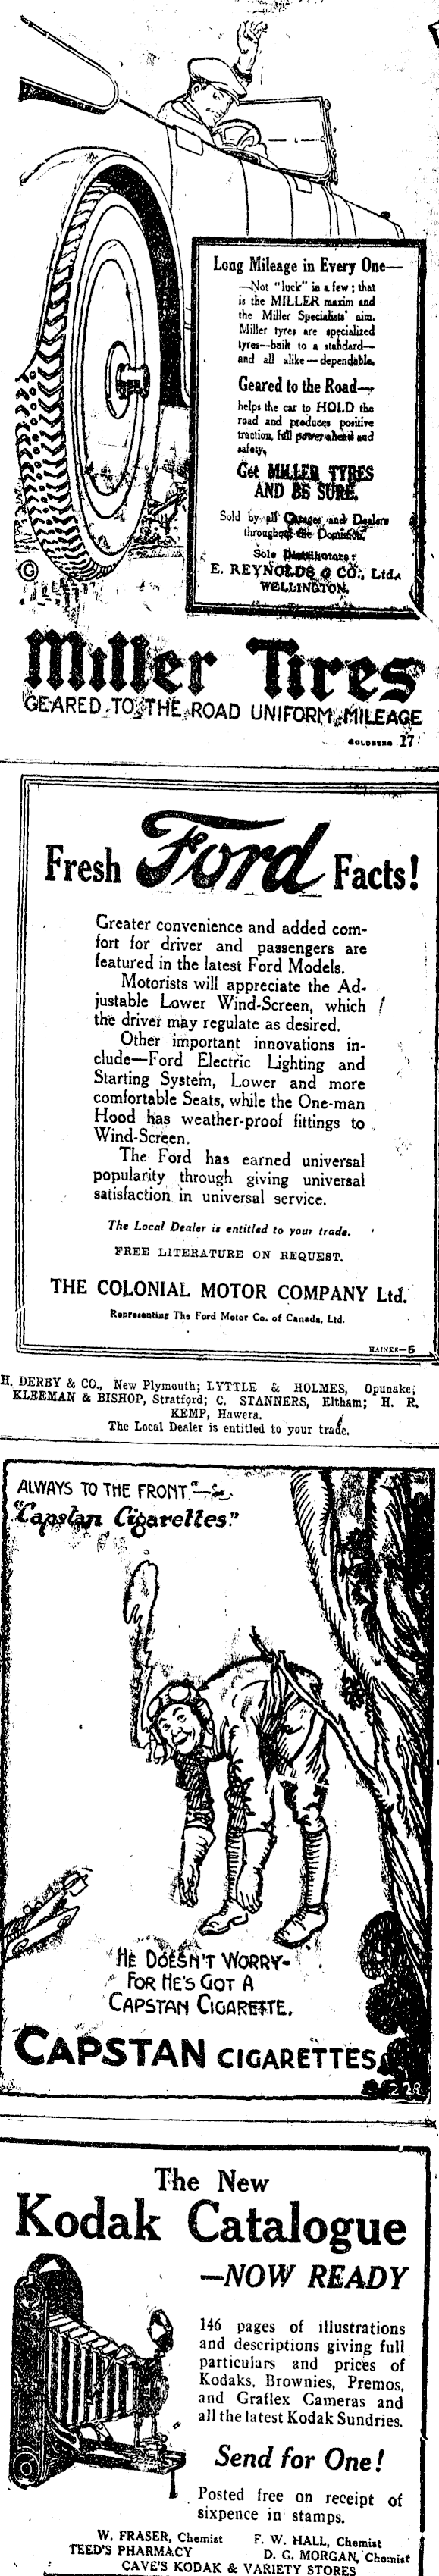 Long Mileage in Every One—
—Not "luck" in a few; that
is the MILLER maxim and
the Miller Specialists' aim.
Miller tyres are specialized
tyres—built to a standard—
and all alike—dependable.
Geared to the Road—
helps the car to HOLD the
road and produces positive
traction, full power ahead and
safety.
Get MILLER TYRES
AND BE SURE.
Sold by all Garages and Dealers
throughout the Dominion.
Sole Distributors:
E. REYNOLDS & CO., Ltd.
WELLINGTON.
G
Miller Tires
GEARED TO THE ROAD UNIFORM MILEAGE
GOLDBERG 17
Fresh Ford Facts!
Greater convenience and added com-
fort for driver and passengers are
featured in the latest Ford Models.
Motorists will appreciate the Ad-
justable Lower Wind-Screen, which
the driver may regulate as desired.
Other important innovations in-
clude—Ford Electric Lighting and
Starting System, Lower and more
comfortable Seats, while the One-man
Hood has weather-proof fittings to
Wind-Screen.
The Ford has earned universal
popularity through giving universal
satisfaction in universal service.
The Local Dealer is entitled to your trade.
FREE LITERATURE ON REQUEST.
THE COLONIAL MOTOR COMPANY Ltd.
Representing The Ford Motor Co. of Canada, Ltd.
HAINES—5
H. DERBY & CO., New Plymouth; LYTTLE & HOLMES, Opunake;
KLEEMAN & BISHOP, Stratford; C. STANNERS, Eltham; H. R.
KEMP, Hawera.
The Local Dealer is entitled to your trade.
ALWAYS TO THE FRONT"—
"Capstan Cigarettes."
"HE DOESN'T WORRY-
FOR HE'S GOT A
CAPSTAN CIGARETTE.
CAPSTAN CIGARETTES
228
The New
Kodak Catalogue
—NOW READY
146 pages of illustrations
and descriptions giving full
particulars and prices of
Kodaks, Brownies, Premos,
and Graflex Cameras and
all the latest Kodak Sundries.
Send for One!
Posted free on receipt of
sixpence in stamps.
W. FRASER, Chemist F. W. HALL, Chemist
TEED'S PHARMACY D. G. MORGAN, Chemist
CAVE'S KODAK & VARIETY STORES